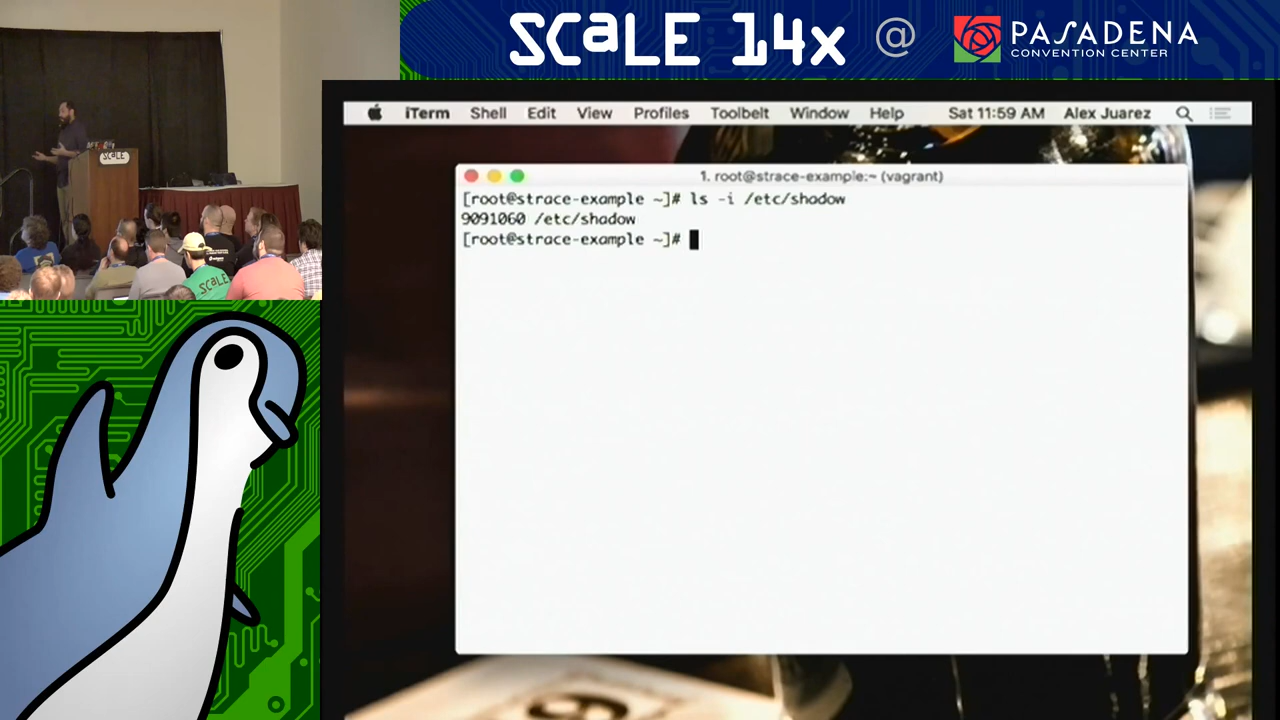 SCaLE 14x @ PASADENA
CONVENTION CENTER
iTerm Shell Edit View Profiles Toolbelt Window Help Sat 11:59 AM Alex Juarez
1. root@strace-example:~ (vagrant)
[root@strace-example ~]# ls -i /etc/shadow
9091060 /etc/shadow
[root@strace-example ~]#
SCaLE
SCaLE